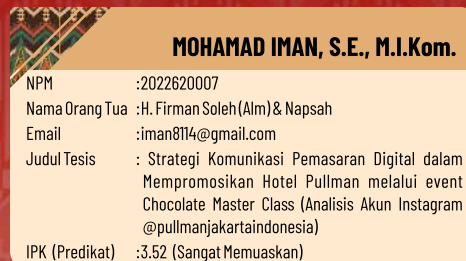 MOHAMAD IMAN, S.E., M.I.Kom.
NPM :2022620007
Nama Orang Tua :H. Firman Soleh (Alm) & Napsah
Email :iman8114@gmail.com
Judul Tesis : Strategi Komunikasi Pemasaran Digital dalam
Mempromosikan Hotel Pullman melalui event
Chocolate Master Class (Analisis Akun Instagram
@pullmanjakartaindonesia)
IPK (Predikat) :3.52 (Sangat Memuaskan)